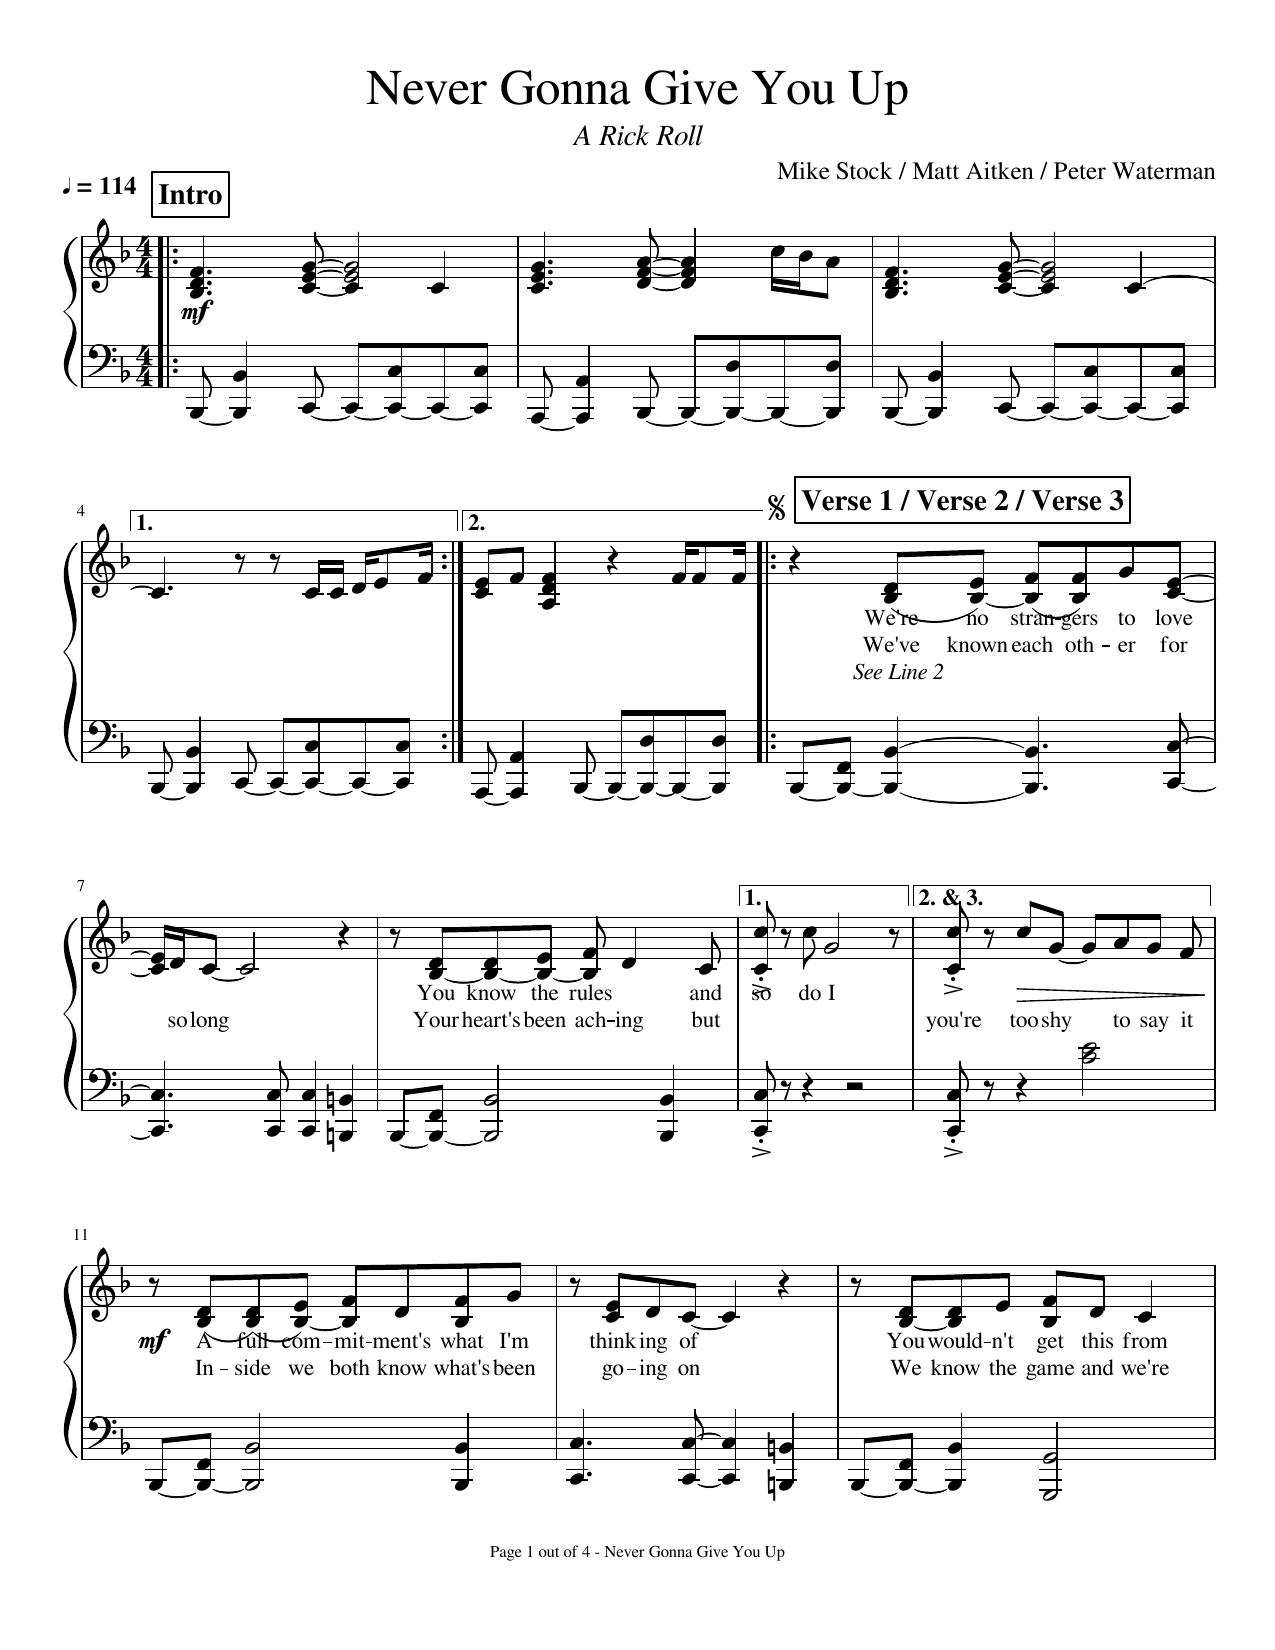 Never Gonna Give You Up
A Rick Roll
Mike Stock / Matt Aitken / Peter Waterman
♩ = 114 Intro
mf
4 1. 2. Verse 1 / Verse 2 / Verse 3
We're no stran-gers to love
We've known each oth - er for
See Line 2
7 1. 2. & 3.
You know the rules and so do I
so long Your heart's been ach-ing but you're too shy to say it
11
mf A full com-mit-ment's what I'm think ing of You would-n't get this from
In - side we both know what's been go-ing on We know the game and we're
Page 1 out of 4 - Never Gonna Give You Up